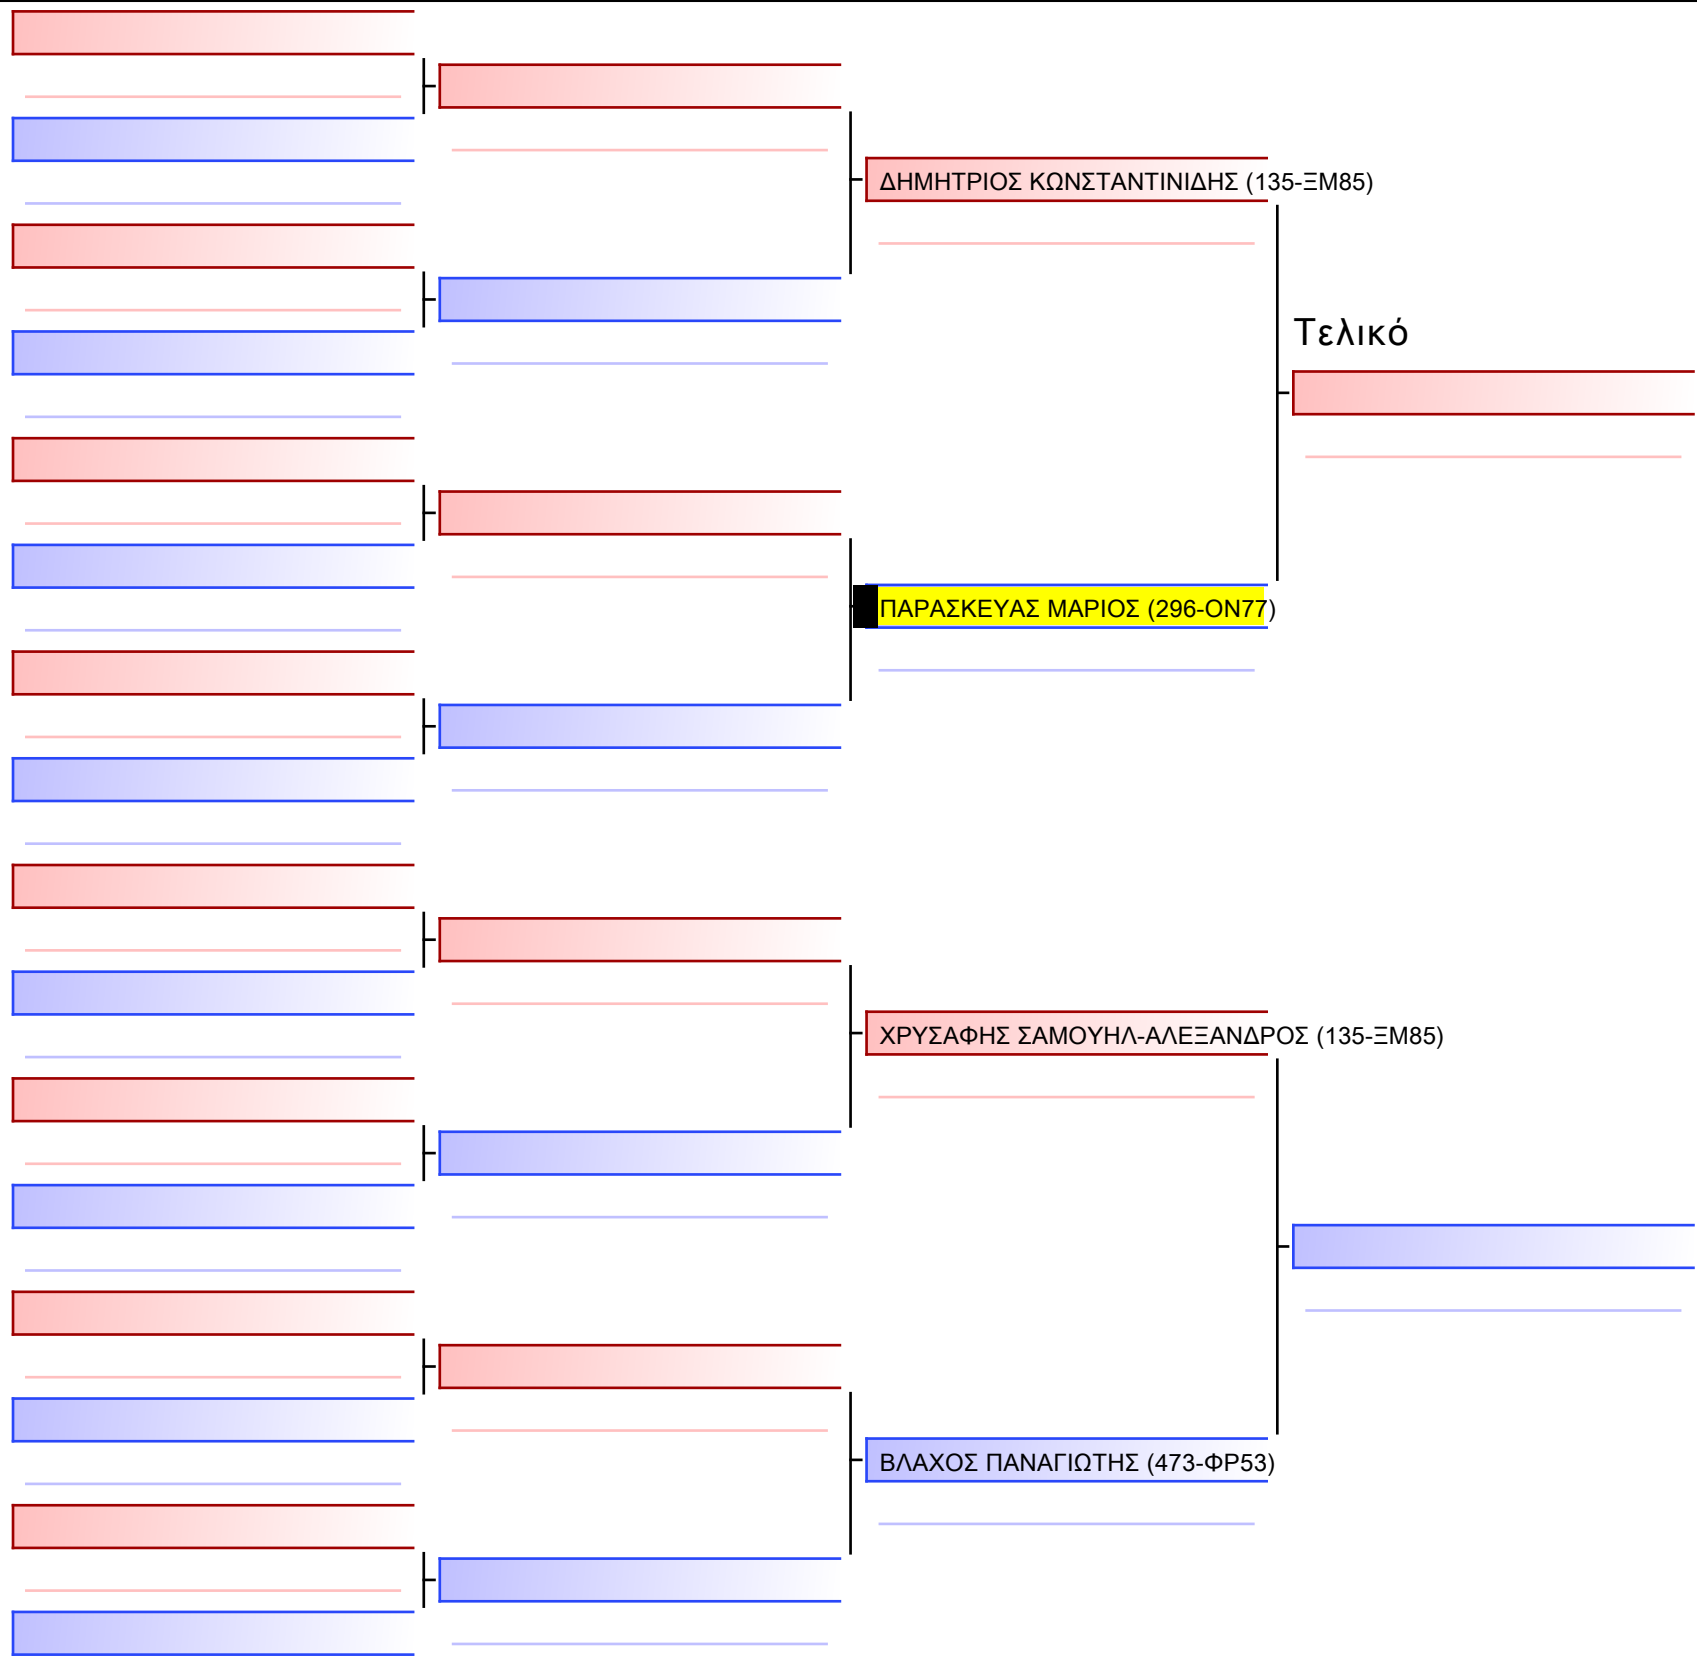 ΔΗΜΗΤΡΙΟΣ ΚΩΝΣΤΑΝΤΙΝΙΔΗΣ (135-ΞΜ85)
Τελικό
ΠΑΡΑΣΚΕΥΑΣ ΜΑΡΙΟΣ (296-ΟΝ77)
ΧΡΥΣΑΦΗΣ ΣΑΜΟΥΗΛ-ΑΛΕΞΑΝΔΡΟΣ (135-ΞΜ85)
ΒΛΑΧΟΣ ΠΑΝΑΓΙΩΤΗΣ (473-ΦΡ53)